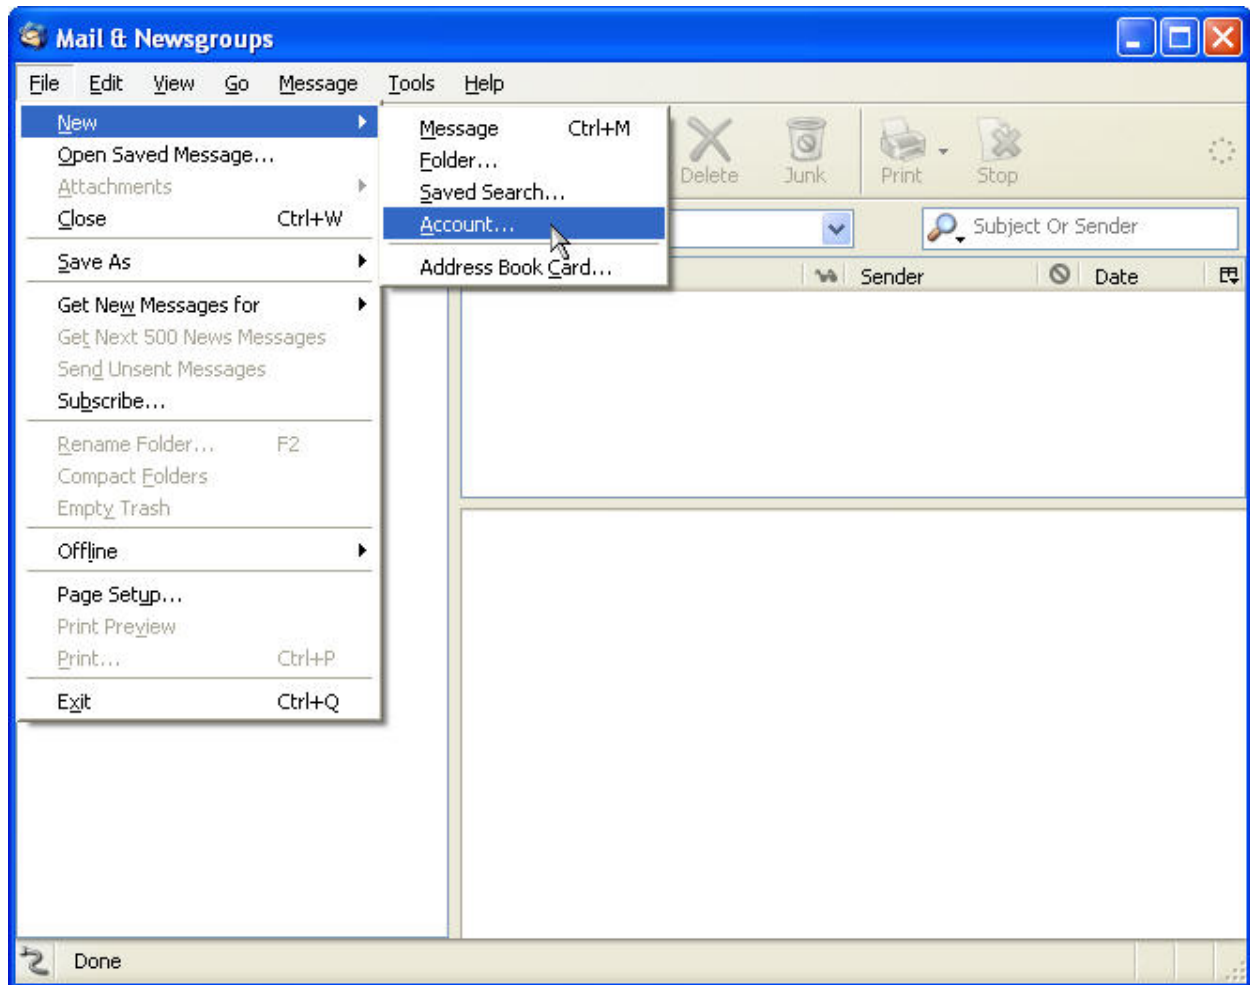 Mail & Newsgroups
File Edit View Go Message Tools Help
New
Open Saved Message...
Attachments
Close Ctrl+W
Save As
Get New Messages for
Get Next 500 News Messages
Send Unsent Messages
Subscribe...
Rename Folder... F2
Compact Folders
Empty Trash
Offline
Page Setup...
Print Preview
Print... Ctrl+P
Exit Ctrl+Q
Message Ctrl+M
Folder...
Saved Search...
Account...
Address Book Card...
Delete Junk Print Stop
Subject Or Sender
Sender Date
Done